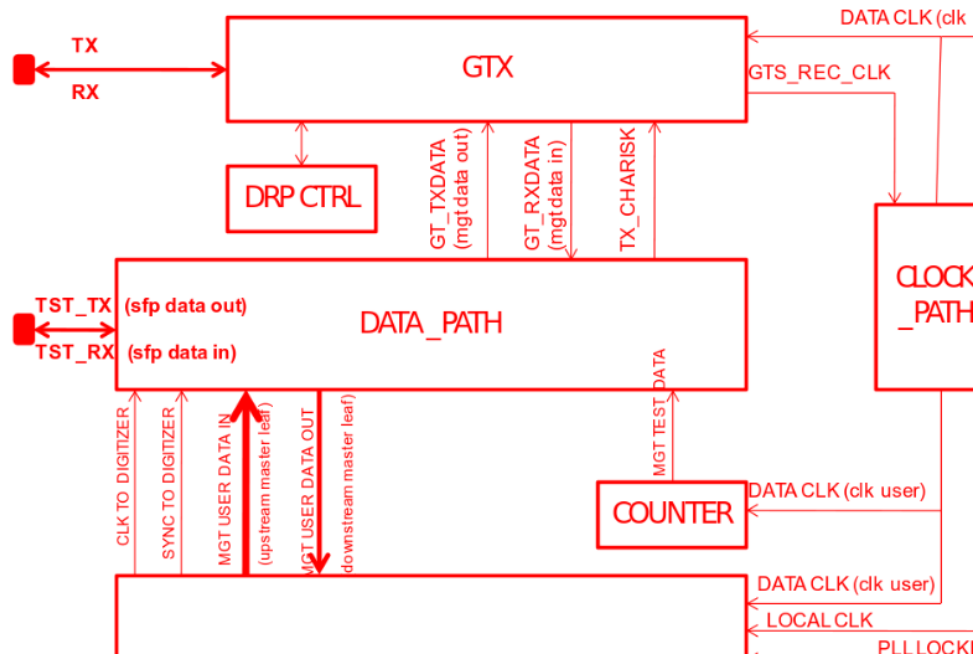 DATA CLK (clk
TX
GTX
RX
GTS_REC_CLK
DRP CTRL
GT_TXDATA
(mgt data out)
GT_RXDATA
(mgt data in)
TX_CHARISK
CLOCK
_PATH
TST_TX (sfp data out)
DATA_PATH
TST_RX (sfp data in)
CLK TO DIGITIZER
SYNC TO DIGITIZER
MGT USER DATA IN
(upstream master leaf)
MGT USER DATA OUT
downstream master leaf)
MGT TEST_DATA
COUNTER
DATA CLK (clk user)
DATA CLK (clk user)
LOCAL CLK
PLL LOCK